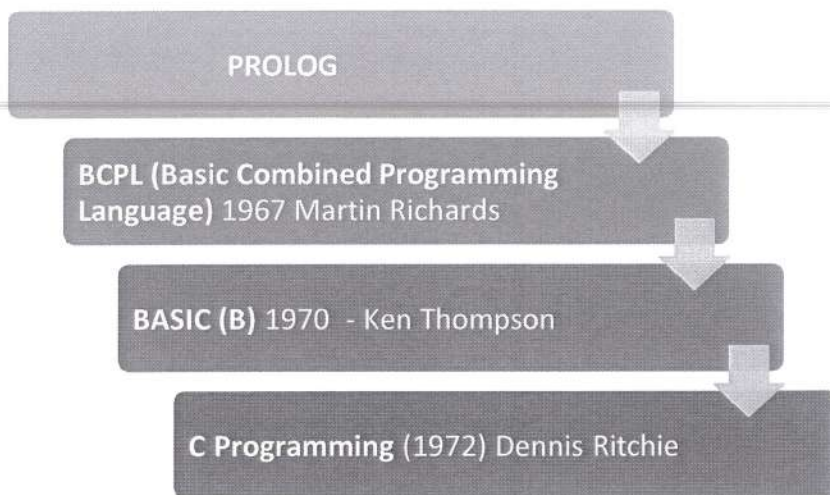 PROLOG
BCPL (Basic Combined Programming
Language) 1967 Martin Richards
BASIC (B) 1970 - Ken Thompson
C Programming (1972) Dennis Ritchie